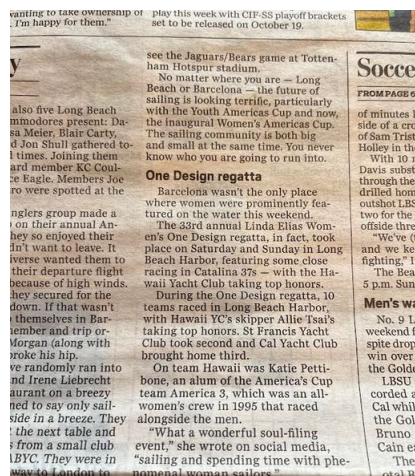 vanting to take ownership of
I'm happy for them."
play this week with CIF-SS playoff brackets
set to be released on October 19.
y
also five Long Beach
mmodores present: Da-
sa Meier, Blair Carty,
d Jon Shull gathered to-
l times. Joining them
ard member KC Coul-
ce Eagle. Members Joe
ro were spotted at the
nglers group made a
on their annual An-
hey so enjoyed their
dn't want to leave. It
iverse wanted them to
their departure flight
because of high winds.
hey secured for the
down. If that wasn't
themselves in Bar-
ember and trip or-
Morgan (along with
roke his hip.
ve randomly ran into
nd Irene Liebrecht
aurant on a breezy
ned to say only sail-
side in a breeze. They
the next table and
s from a small club
ABYC. They were in
way to London to
see the Jaguars/Bears game at Totten-
ham Hotspur stadium.
No matter where you are — Long
Beach or Barcelona — the future of
sailing is looking terrific, particularly
with the Youth Americas Cup and now,
the inaugural Women's Americas Cup.
The sailing community is both big
and small at the same time. You never
know who you are going to run into.
One Design regatta
Barcelona wasn't the only place
where women were prominently fea-
tured on the water this weekend.
The 33rd annual Linda Elias Wom-
en's One Design regatta, in fact, took
place on Saturday and Sunday in Long
Beach Harbor, featuring some close
racing in Catalina 37s — with the Ha-
waii Yacht Club taking top honors.
During the One Design regatta, 10
teams raced in Long Beach Harbor,
with Hawaii YC's skipper Allie Tsai's
taking top honors. St Francis Yacht
Club took second and Cal Yacht Club
brought home third.
On team Hawaii was Katie Petti-
bone, an alum of the America's Cup
team America 3, which was an all-
women's crew in 1995 that raced
alongside the men.
"What a wonderful soul-filing
event," she wrote on social media,
"sailing and spending time with phe-
nomenal woman sailors."
Socce
FROM PAGE
of minutes
side of a cro
of Sam Trist
Holley in the
With 10
Davis subst
through the
drilled hom
outshot LBS
two for the
offside thre
"We've (
and we ke
fighting,"
The Bea
5 p.m. Sun
Men's wa
No. 9 L
weekend
spite drop
win over
the Golde
LBSU
corded a
Cal whil
the Gol
Bruno
Cain
The